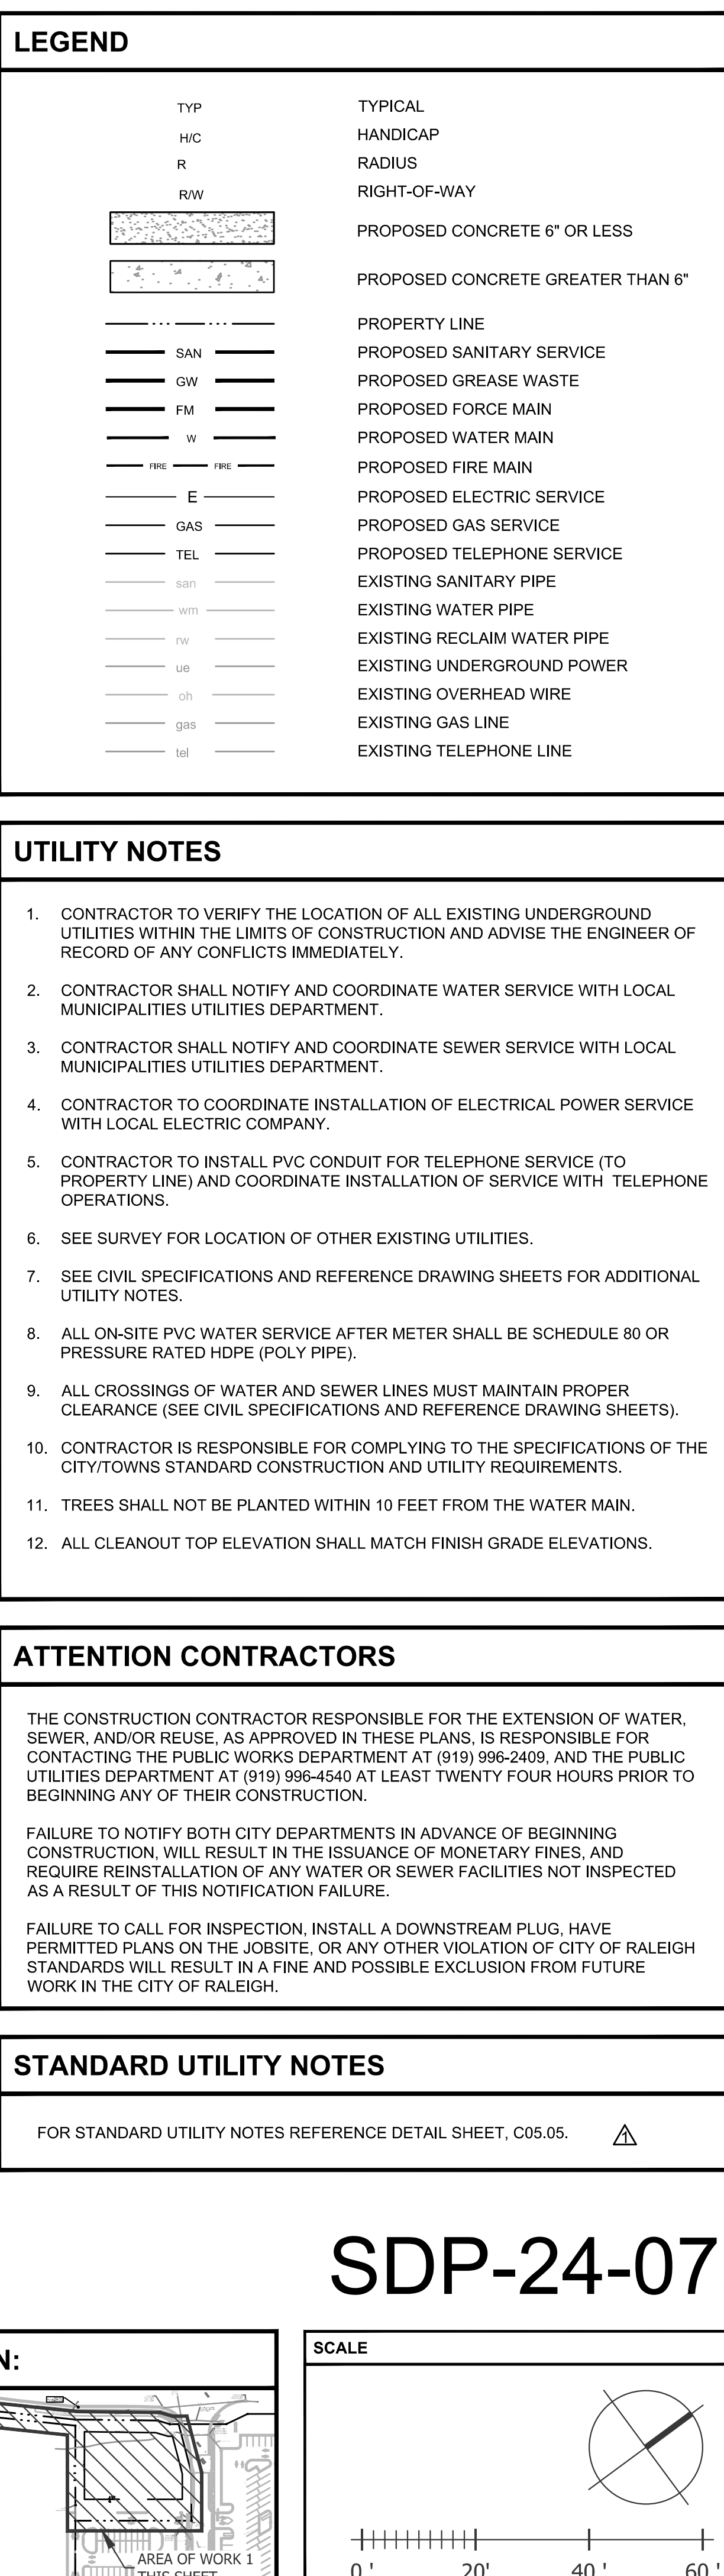 LEGEND
TYP TYPICAL
H/C HANDICAP
R RADIUS
R/W RIGHT-OF-WAY
PROPOSED CONCRETE 6" OR LESS
PROPOSED CONCRETE GREATER THAN 6"
PROPERTY LINE
SAN PROPOSED SANITARY SERVICE
GW PROPOSED GREASE WASTE
FM PROPOSED FORCE MAIN
W PROPOSED WATER MAIN
FIRE FIRE PROPOSED FIRE MAIN
E PROPOSED ELECTRIC SERVICE
GAS PROPOSED GAS SERVICE
TEL PROPOSED TELEPHONE SERVICE
san EXISTING SANITARY PIPE
wm EXISTING WATER PIPE
rw EXISTING RECLAIM WATER PIPE
ue EXISTING UNDERGROUND POWER
oh EXISTING OVERHEAD WIRE
gas EXISTING GAS LINE
tel EXISTING TELEPHONE LINE
UTILITY NOTES
1. CONTRACTOR TO VERIFY THE LOCATION OF ALL EXISTING UNDERGROUND
UTILITIES WITHIN THE LIMITS OF CONSTRUCTION AND ADVISE THE ENGINEER OF
RECORD OF ANY CONFLICTS IMMEDIATELY.
2. CONTRACTOR SHALL NOTIFY AND COORDINATE WATER SERVICE WITH LOCAL
MUNICIPALITIES UTILITIES DEPARTMENT.
3. CONTRACTOR SHALL NOTIFY AND COORDINATE SEWER SERVICE WITH LOCAL
MUNICIPALITIES UTILITIES DEPARTMENT.
4. CONTRACTOR TO COORDINATE INSTALLATION OF ELECTRICAL POWER SERVICE
WITH LOCAL ELECTRIC COMPANY.
5. CONTRACTOR TO INSTALL PVC CONDUIT FOR TELEPHONE SERVICE (TO
PROPERTY LINE) AND COORDINATE INSTALLATION OF SERVICE WITH TELEPHONE
OPERATIONS.
6. SEE SURVEY FOR LOCATION OF OTHER EXISTING UTILITIES.
7. SEE CIVIL SPECIFICATIONS AND REFERENCE DRAWING SHEETS FOR ADDITIONAL
UTILITY NOTES.
8. ALL ON-SITE PVC WATER SERVICE AFTER METER SHALL BE SCHEDULE 80 OR
PRESSURE RATED HDPE (POLY PIPE).
9. ALL CROSSINGS OF WATER AND SEWER LINES MUST MAINTAIN PROPER
CLEARANCE (SEE CIVIL SPECIFICATIONS AND REFERENCE DRAWING SHEETS).
10. CONTRACTOR IS RESPONSIBLE FOR COMPLYING TO THE SPECIFICATIONS OF THE
CITY/TOWNS STANDARD CONSTRUCTION AND UTILITY REQUIREMENTS.
11. TREES SHALL NOT BE PLANTED WITHIN 10 FEET FROM THE WATER MAIN.
12. ALL CLEANOUT TOP ELEVATION SHALL MATCH FINISH GRADE ELEVATIONS.
ATTENTION CONTRACTORS
THE CONSTRUCTION CONTRACTOR RESPONSIBLE FOR THE EXTENSION OF WATER,
SEWER, AND/OR REUSE, AS APPROVED IN THESE PLANS, IS RESPONSIBLE FOR
CONTACTING THE PUBLIC WORKS DEPARTMENT AT (919) 996-2409, AND THE PUBLIC
UTILITIES DEPARTMENT AT (919) 996-4540 AT LEAST TWENTY FOUR HOURS PRIOR TO
BEGINNING ANY OF THEIR CONSTRUCTION.
FAILURE TO NOTIFY BOTH CITY DEPARTMENTS IN ADVANCE OF BEGINNING
CONSTRUCTION, WILL RESULT IN THE ISSUANCE OF MONETARY FINES, AND
REQUIRE REINSTALLATION OF ANY WATER OR SEWER FACILITIES NOT INSPECTED
AS A RESULT OF THIS NOTIFICATION FAILURE.
FAILURE TO CALL FOR INSPECTION, INSTALL A DOWNSTREAM PLUG, HAVE
PERMITTED PLANS ON THE JOBSITE, OR ANY OTHER VIOLATION OF CITY OF RALEIGH
STANDARDS WILL RESULT IN A FINE AND POSSIBLE EXCLUSION FROM FUTURE
WORK IN THE CITY OF RALEIGH.
STANDARD UTILITY NOTES
FOR STANDARD UTILITY NOTES REFERENCE DETAIL SHEET, C05.05. 1
SDP-24-07
N:
SCALE
AREA OF WORK 1
THIS SHEET
0 ' 20' 40 ' 60 '